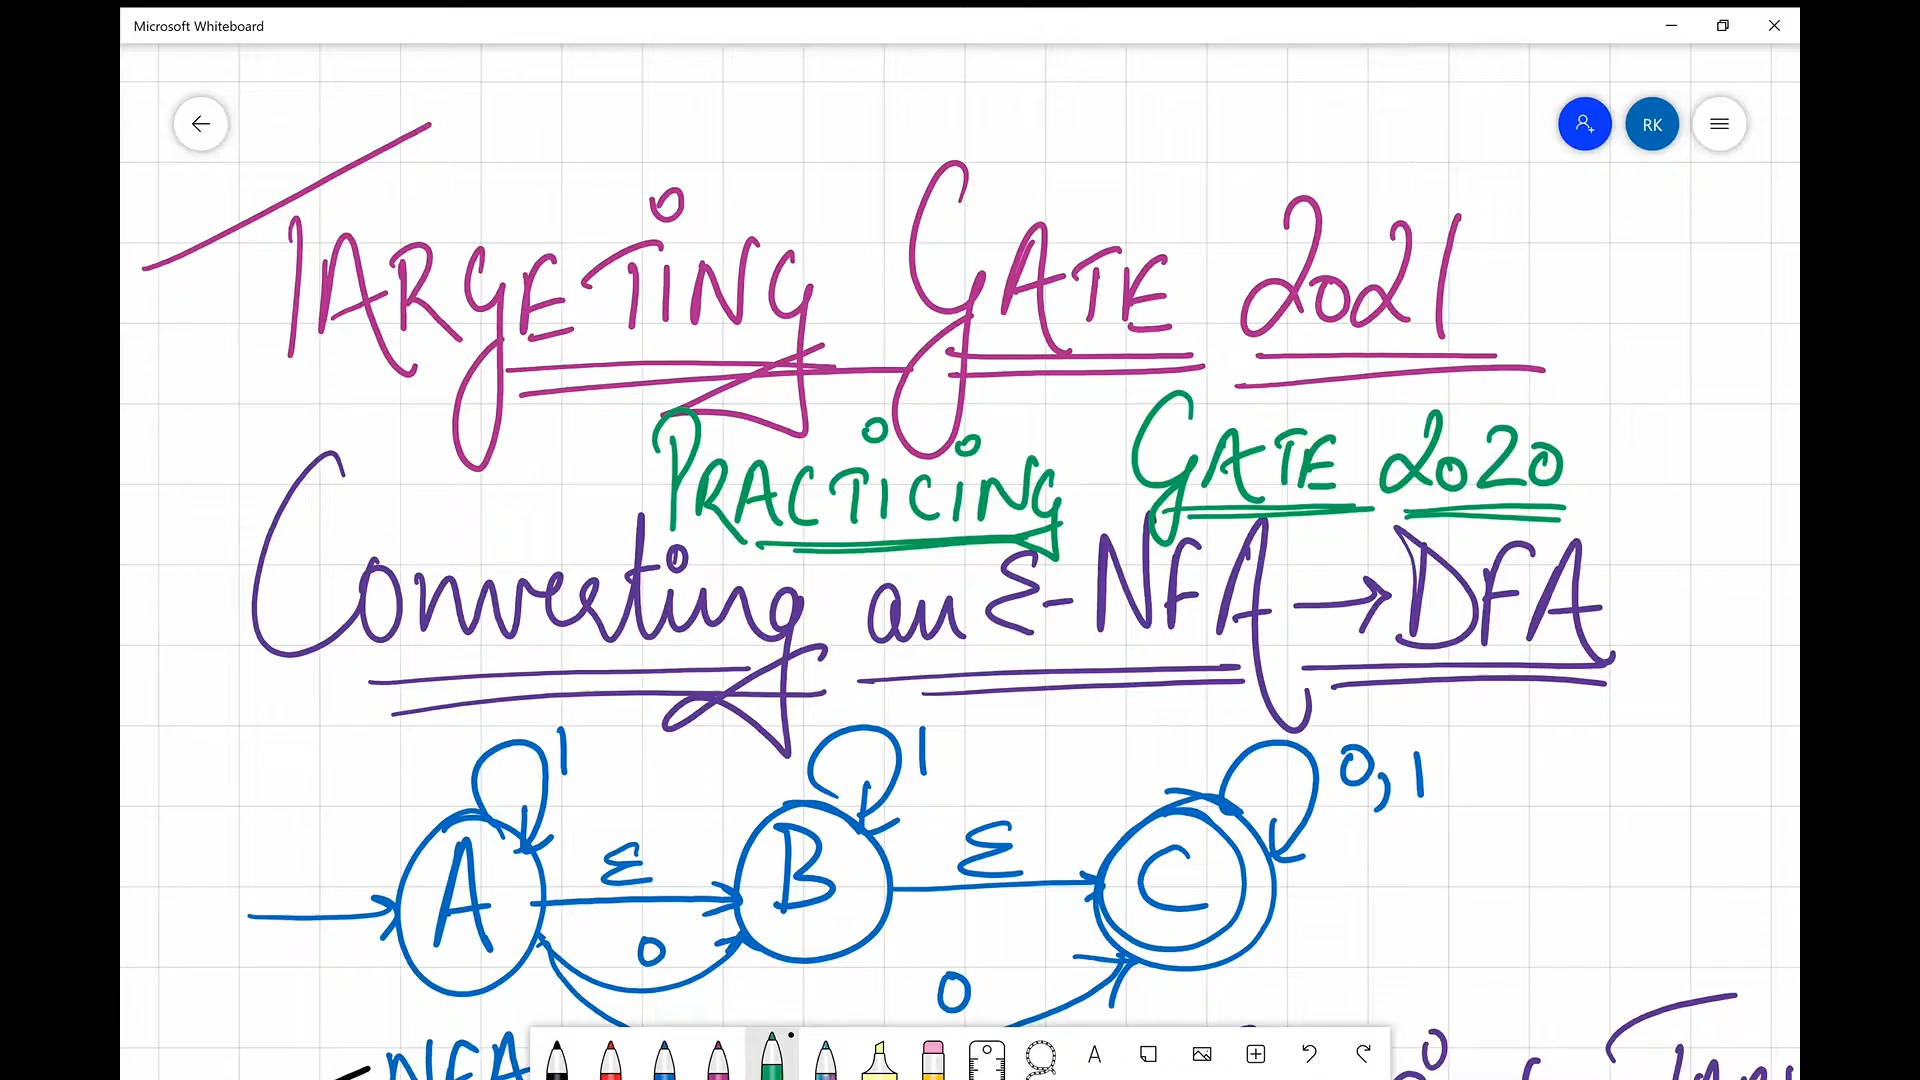 Microsoft Whiteboard
RK
TARGETING GATE 2021
PRACTICING GATE 2020
Converting an Ɛ-NFA → DFA
1 1 0, 1
A Ɛ B Ɛ C
0 0
NFA
A